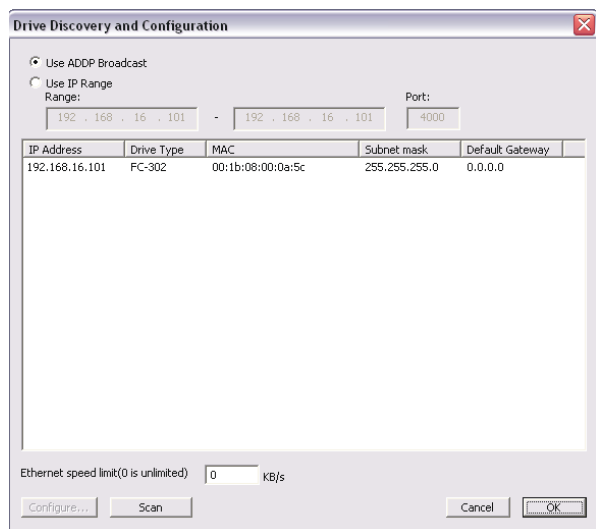 Drive Discovery and Configuration
Use ADDP Broadcast
Use IP Range
Range: Port:
192 . 168 . 16 . 101 - 192 . 168 . 16 . 101 4000
IP Address Drive Type MAC Subnet mask Default Gateway
192.168.16.101 FC-302 00:1b:08:00:0a:5c 255.255.255.0 0.0.0.0
Ethernet speed limit(0 is unlimited) 0 KB/s
Configure... Scan Cancel OK